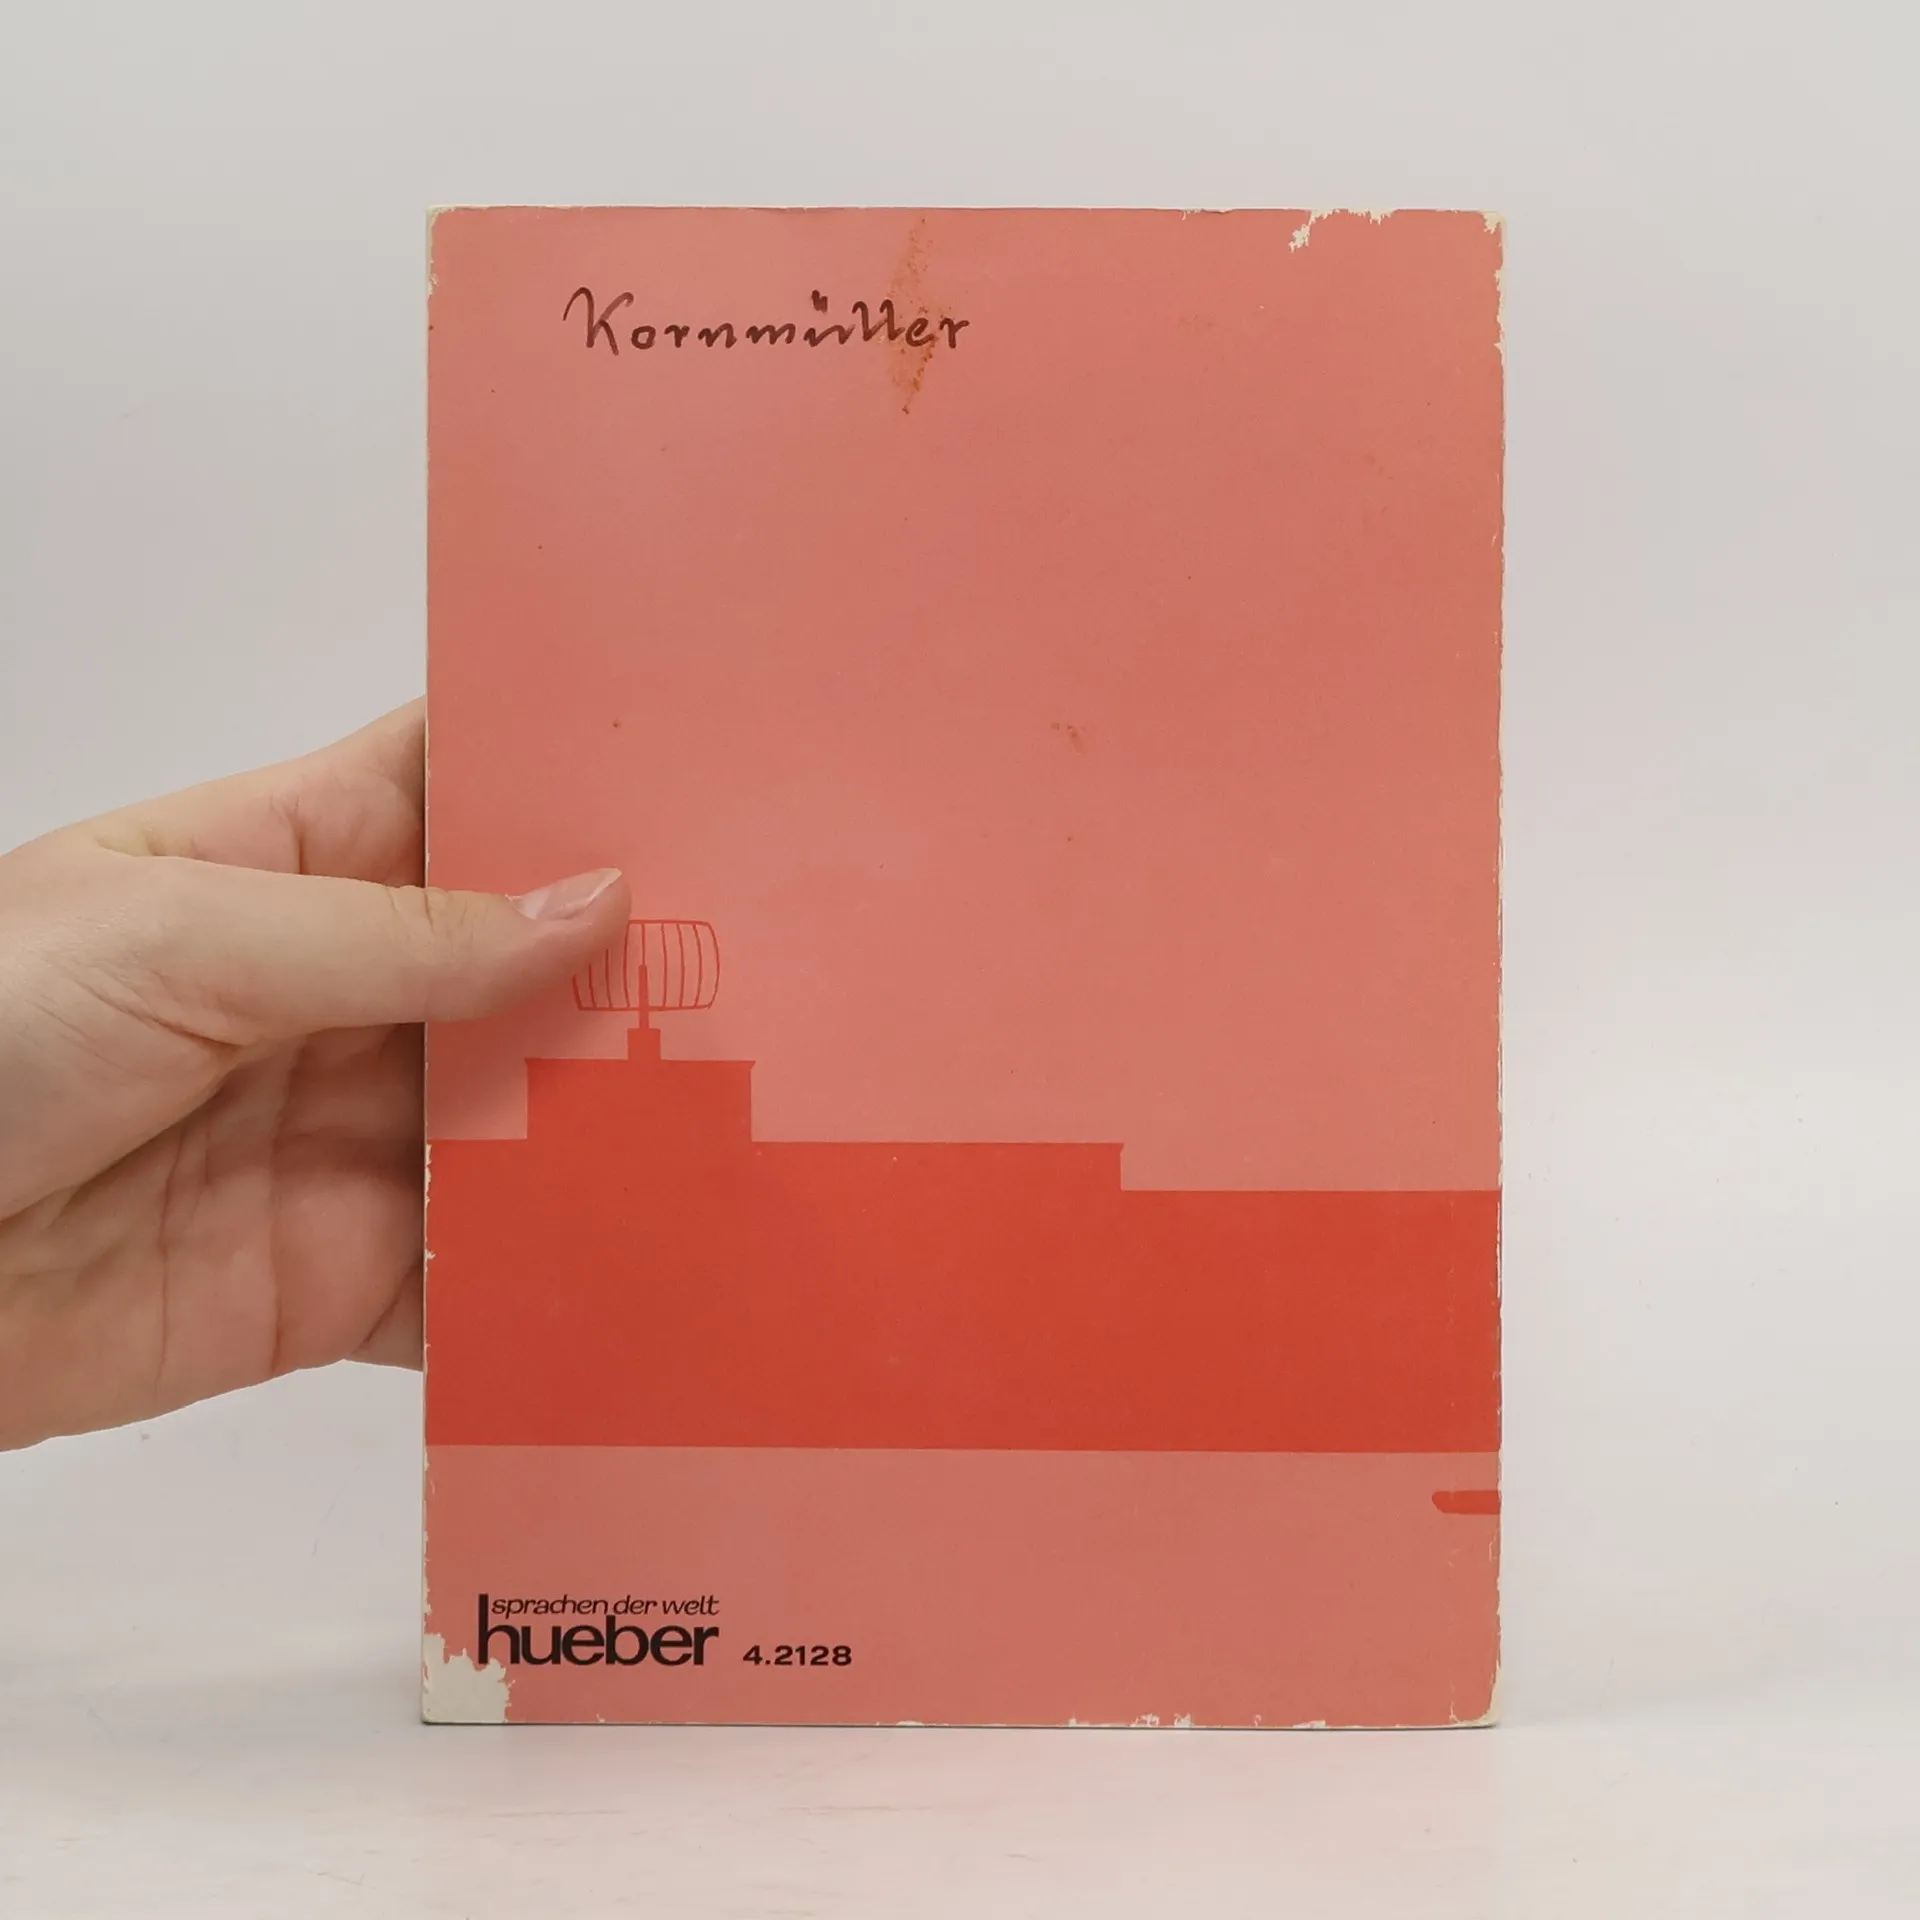 Kornmüller
sprachen der welt
hueber 4.2128